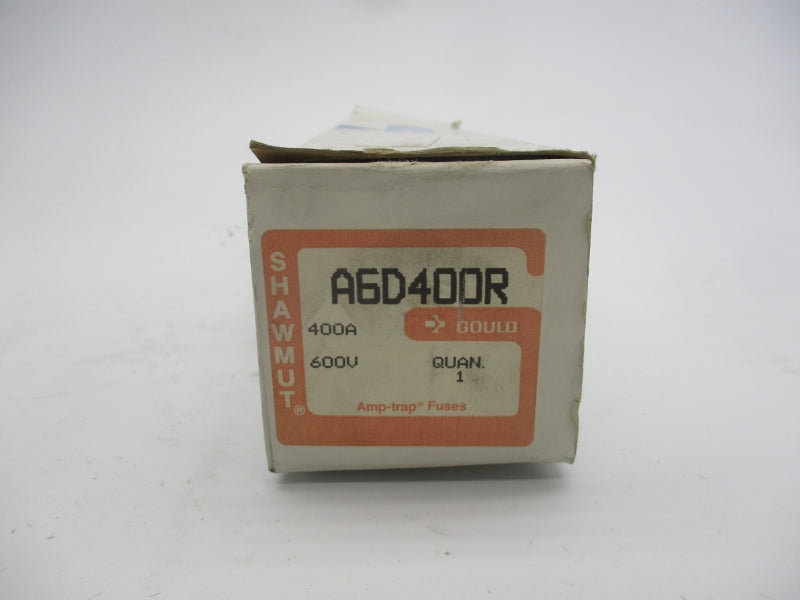 SHAWMUT®
A6D400R
400A
GOULD
600V QUAN.
1
Amp-trap® Fuses